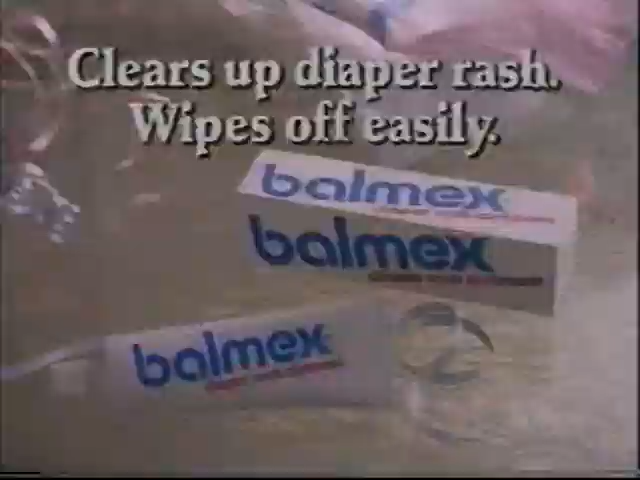 Clears up diaper rash.
Wipes off easily.
balmex
balmex
balmex